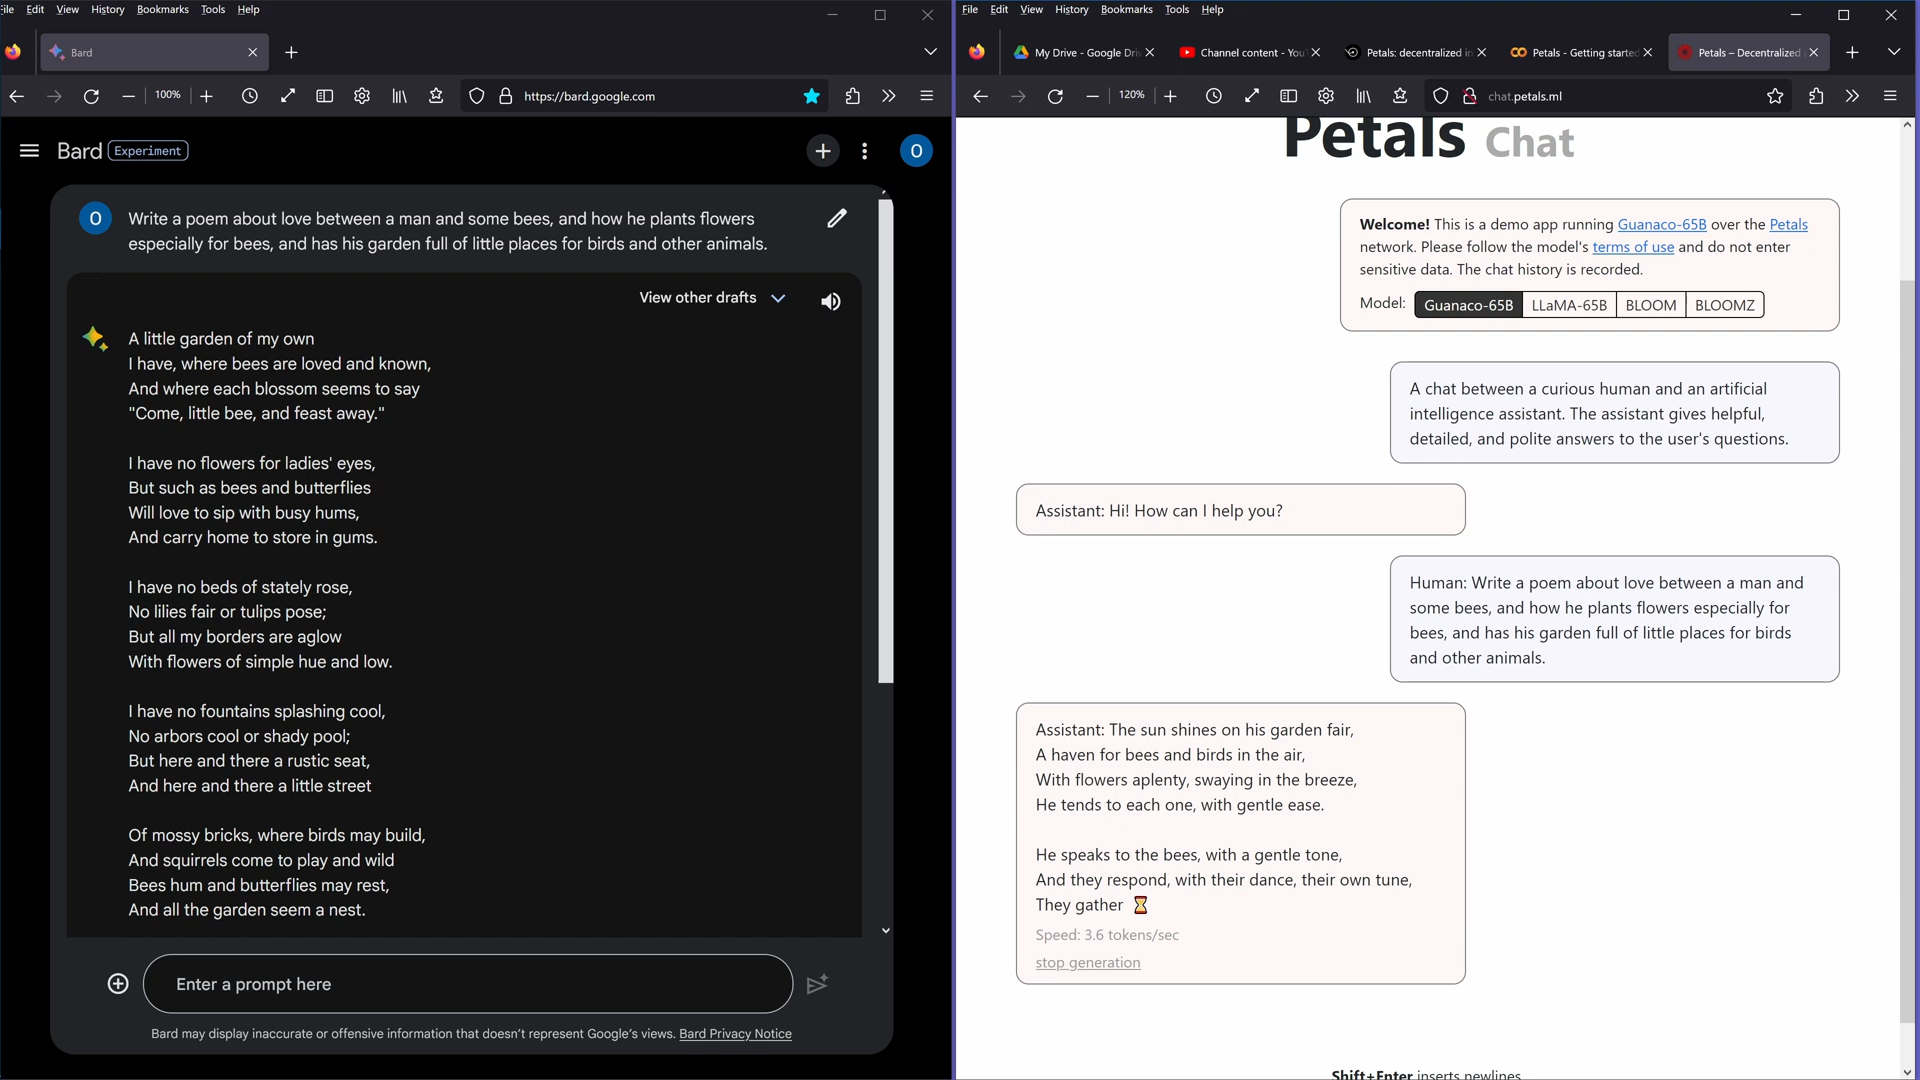 File Edit View History Bookmarks Tools Help
Bard
100%
https://bard.google.com
Bard Experiment
O
O
Write a poem about love between a man and some bees, and how he plants flowers
especially for bees, and has his garden full of little places for birds and other animals.
View other drafts
A little garden of my own
I have, where bees are loved and known,
And where each blossom seems to say
"Come, little bee, and feast away."
I have no flowers for ladies' eyes,
But such as bees and butterflies
Will love to sip with busy hums,
And carry home to store in gums.
I have no beds of stately rose,
No lilies fair or tulips pose;
But all my borders are aglow
With flowers of simple hue and low.
I have no fountains splashing cool,
No arbors cool or shady pool;
But here and there a rustic seat,
And here and there a little street
Of mossy bricks, where birds may build,
And squirrels come to play and wild
Bees hum and butterflies may rest,
And all the garden seem a nest.
Enter a prompt here
Bard may display inaccurate or offensive information that doesn't represent Google's views. Bard Privacy Notice
File Edit View History Bookmarks Tools Help
My Drive - Google Driv
Channel content - You
Petals: decentralized in
Petals - Getting started
Petals – Decentralized
120%
chat.petals.ml
Petals Chat
Welcome! This is a demo app running Guanaco-65B over the Petals
network. Please follow the model's terms of use and do not enter
sensitive data. The chat history is recorded.
Model: Guanaco-65B LLaMA-65B BLOOM BLOOMZ
A chat between a curious human and an artificial
intelligence assistant. The assistant gives helpful,
detailed, and polite answers to the user's questions.
Assistant: Hi! How can I help you?
Human: Write a poem about love between a man and
some bees, and how he plants flowers especially for
bees, and has his garden full of little places for birds
and other animals.
Assistant: The sun shines on his garden fair,
A haven for bees and birds in the air,
With flowers aplenty, swaying in the breeze,
He tends to each one, with gentle ease.
He speaks to the bees, with a gentle tone,
And they respond, with their dance, their own tune,
They gather
Speed: 3.6 tokens/sec
stop generation
Shift+Enter inserts newlines